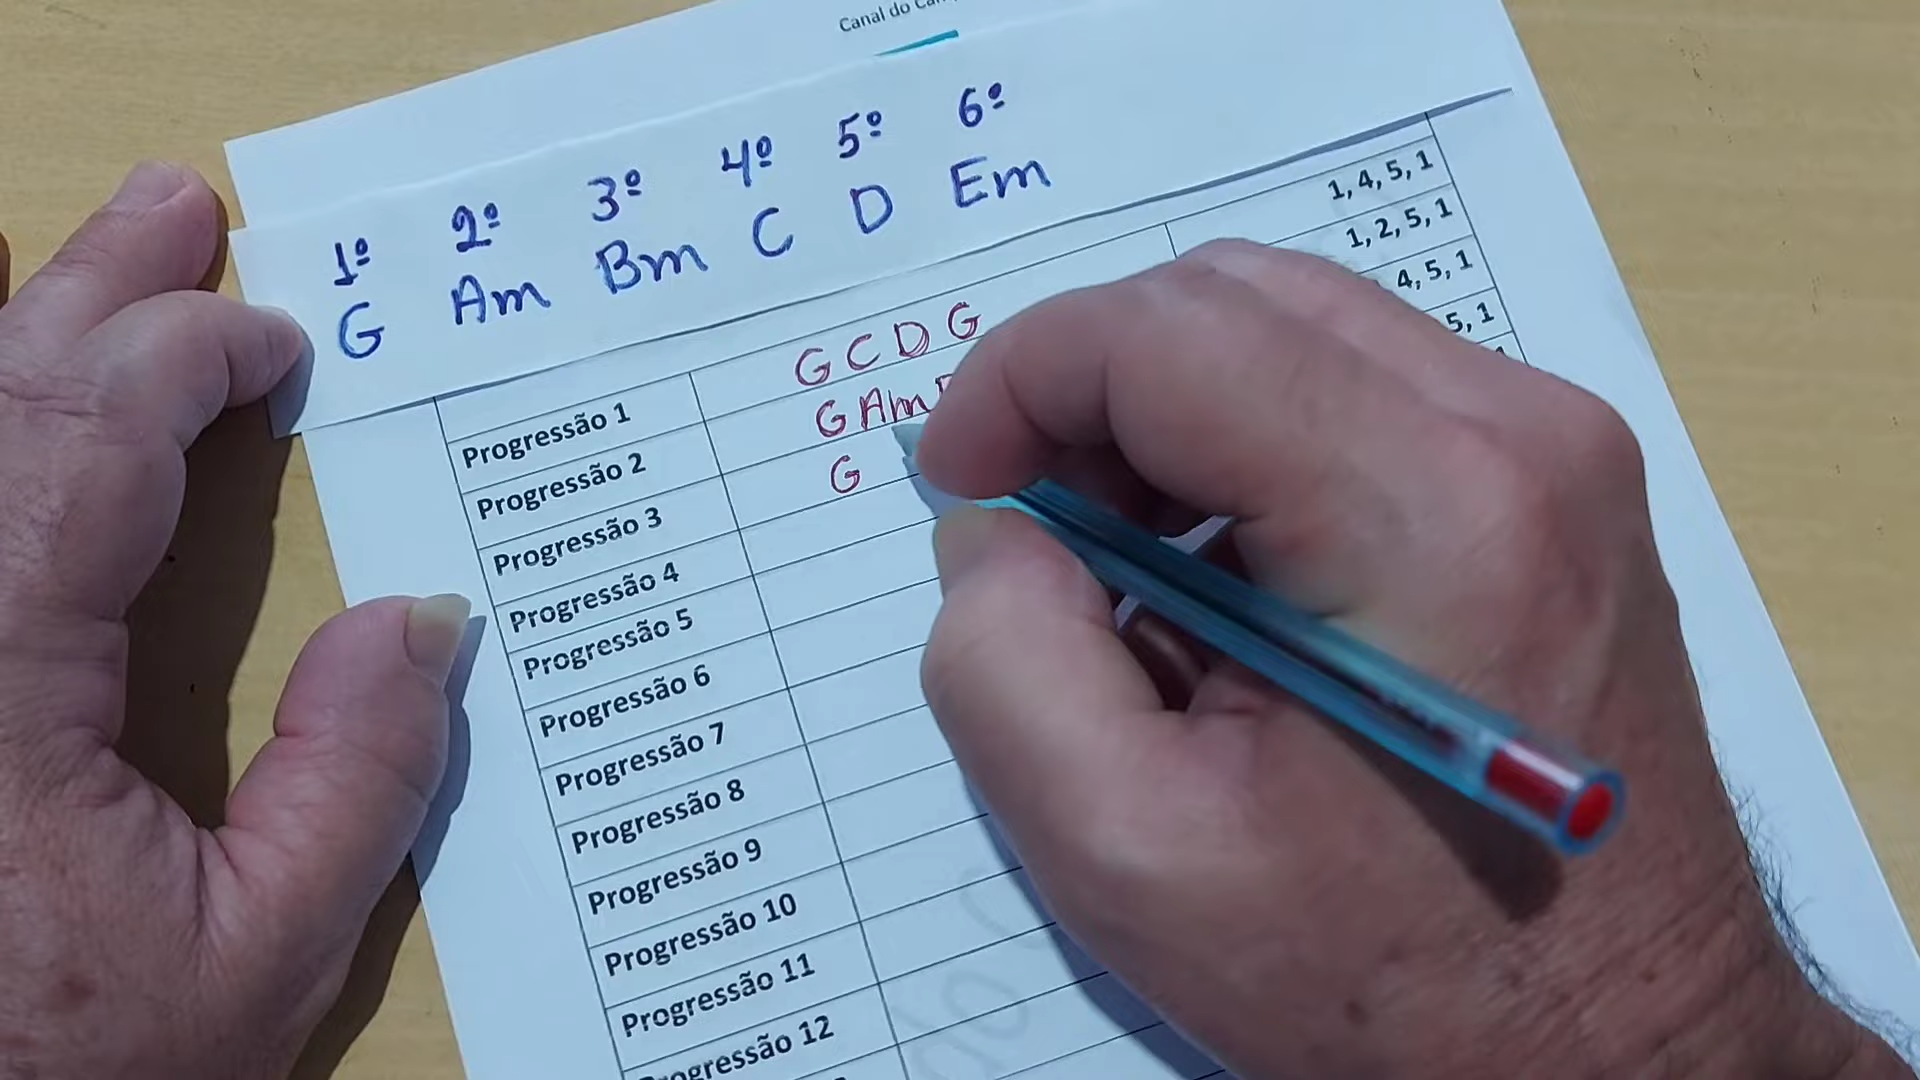 Canal do
1º 2º 3º 4º 5º 6º
G Am Bm C D Em
Progressão 1 G C D G 1, 4, 5, 1
Progressão 2 G Am 1, 2, 5, 1
Progressão 3 G 4, 5, 1
Progressão 4 5, 1
Progressão 5
Progressão 6
Progressão 7
Progressão 8
Progressão 9
Progressão 10
Progressão 11
Progressão 12